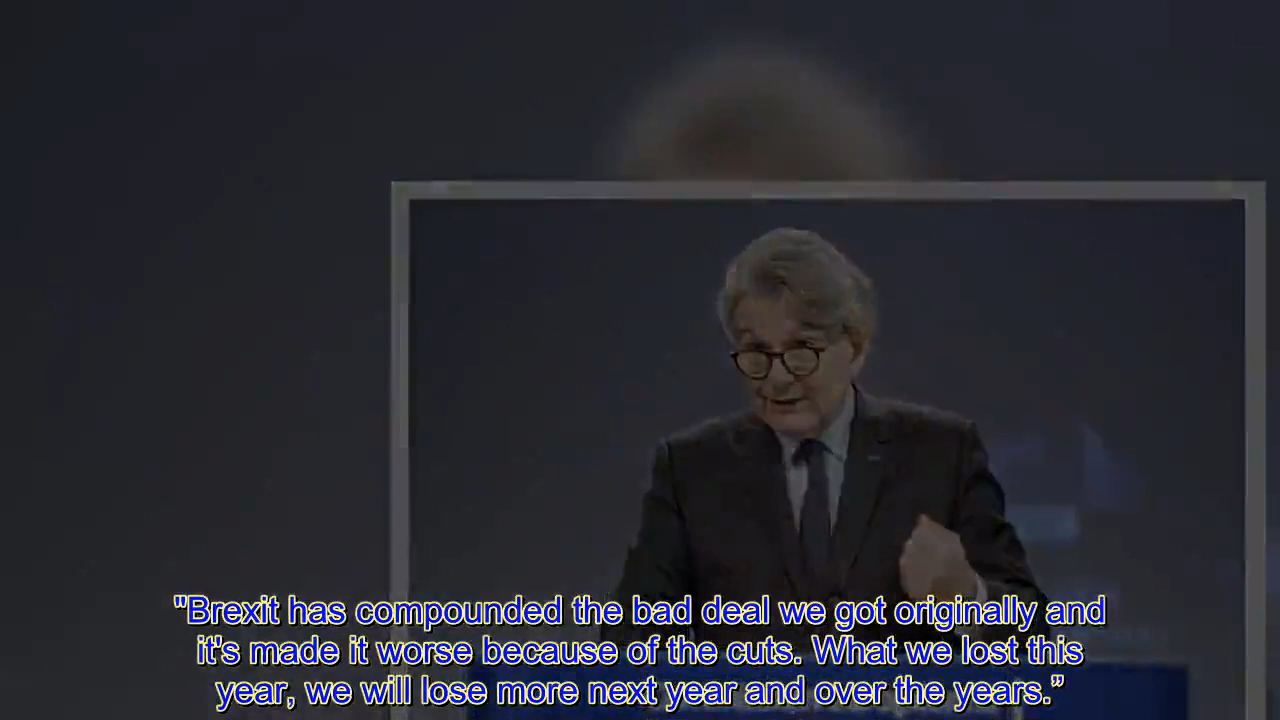 "Brexit has compounded the bad deal we got originally and
it's made it worse because of the cuts. What we lost this
year, we will lose more next year and over the years.”